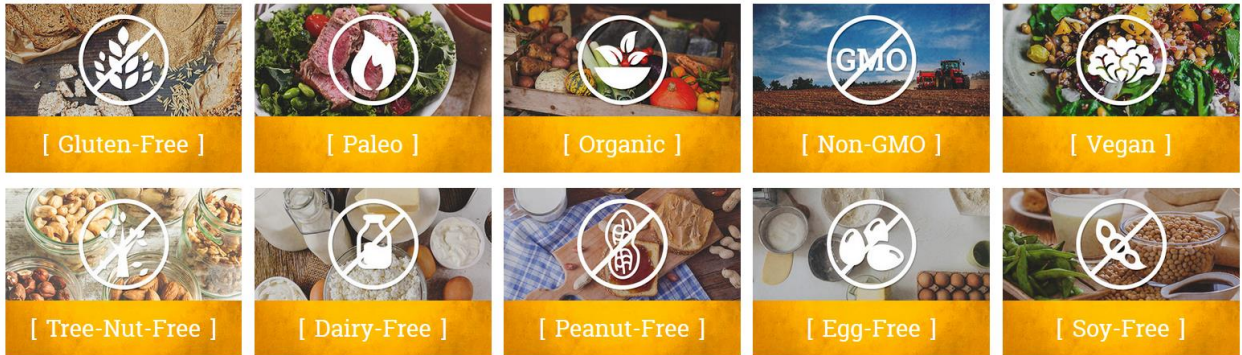 GMO
[ Gluten-Free ]
[ Paleo ]
[ Organic ]
[ Non-GMO ]
[ Vegan ]
[ Tree-Nut-Free ]
[ Dairy-Free ]
[ Peanut-Free ]
[ Egg-Free ]
[ Soy-Free ]